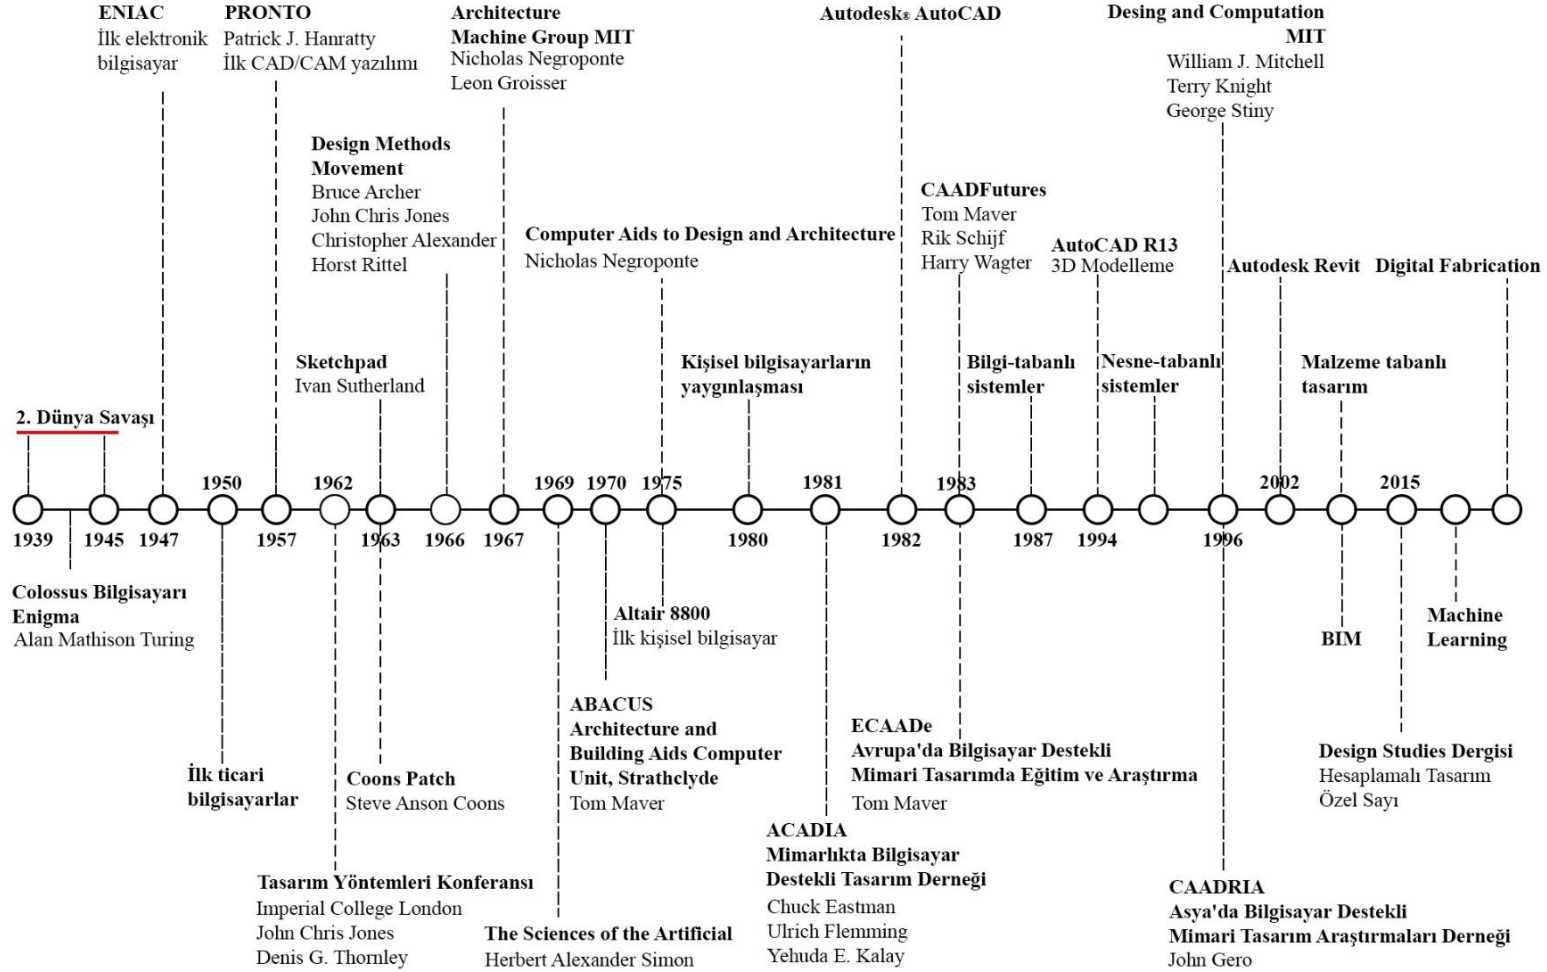 ENIAC
İlk elektronik
bilgisayar
PRONTO
Patrick J. Hanratty
İlk CAD/CAM yazılımı
Architecture
Machine Group MIT
Nicholas Negroponte
Leon Groisser
Autodesk® AutoCAD
Desing and Computation
MIT
William J. Mitchell
Terry Knight
George Stiny
Design Methods
Movement
Bruce Archer
John Chris Jones
Christopher Alexander
Horst Rittel
Computer Aids to Design and Architecture
Nicholas Negroponte
CAADFutures
Tom Maver
Rik Schijf
Harry Wagter
AutoCAD R13
3D Modelleme
Autodesk Revit
Digital Fabrication
2. Dünya Savaşı
Sketchpad
Ivan Sutherland
Kişisel bilgisayarların
yaygınlaşması
Bilgi-tabanlı
sistemler
Nesne-tabanlı
sistemler
Malzeme tabanlı
tasarım
1950
1962
1969
1970
1975
1981
1983
2002
2015
1939
1945
1947
1957
1963
1966
1967
1980
1982
1987
1994
1996
Colossus Bilgisayarı
Enigma
Alan Mathison Turing
İlk ticari
bilgisayarlar
Tasarım Yöntemleri Konferansı
Imperial College London
John Chris Jones
Denis G. Thornley
Coons Patch
Steve Anson Coons
The Sciences of the Artificial
Herbert Alexander Simon
ABACUS
Architecture and
Building Aids Computer
Unit, Strathclyde
Tom Maver
Altair 8800
İlk kişisel bilgisayar
ACADIA
Mimarlıkta Bilgisayar
Destekli Tasarım Derneği
Chuck Eastman
Ulrich Flemming
Yehuda E. Kalay
ECAADe
Avrupa'da Bilgisayar Destekli
Mimari Tasarımda Eğitim ve Araştırma
Tom Maver
CAADRIA
Asya'da Bilgisayar Destekli
Mimari Tasarım Araştırmaları Derneği
John Gero
BIM
Design Studies Dergisi
Hesaplamalı Tasarım
Özel Sayı
Machine
Learning